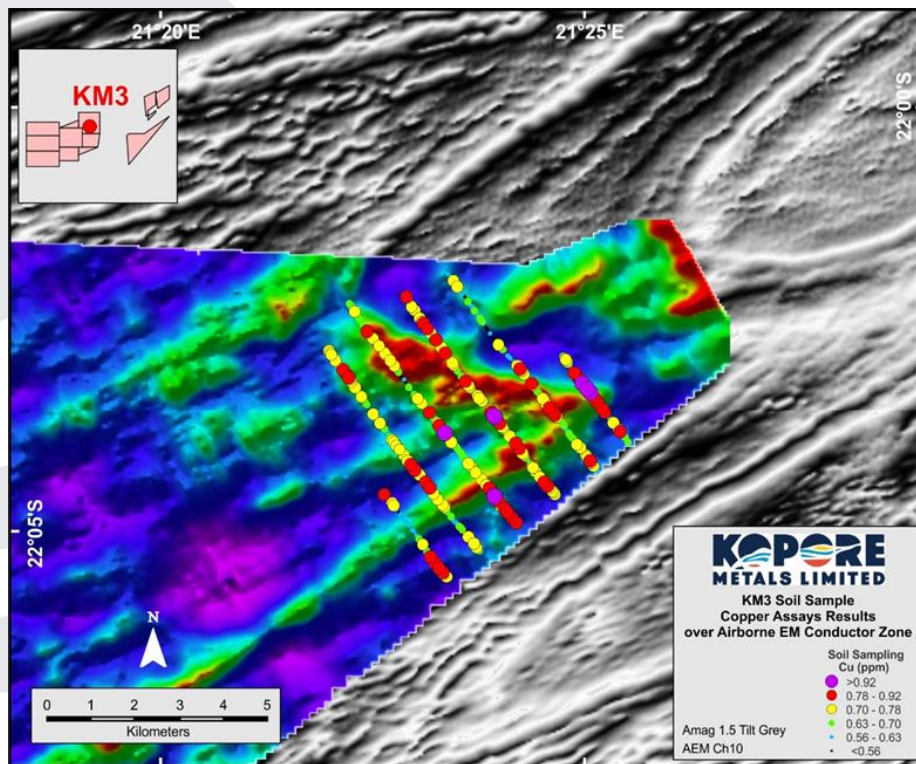 21°20'E
21°25'E
22°00'S
KM3
22°05'S
N
0 1 2 3 4 5
Kilometers
KOPORE
METALS LIMITED
KM3 Soil Sample
Copper Assays Results
over Airborne EM Conductor Zone
Soil Sampling
Cu (ppm)
>0.92
0.78 - 0.92
0.70 - 0.78
0.63 - 0.70
0.56 - 0.63
<0.56
Amag 1.5 Tilt Grey
AEM Ch10